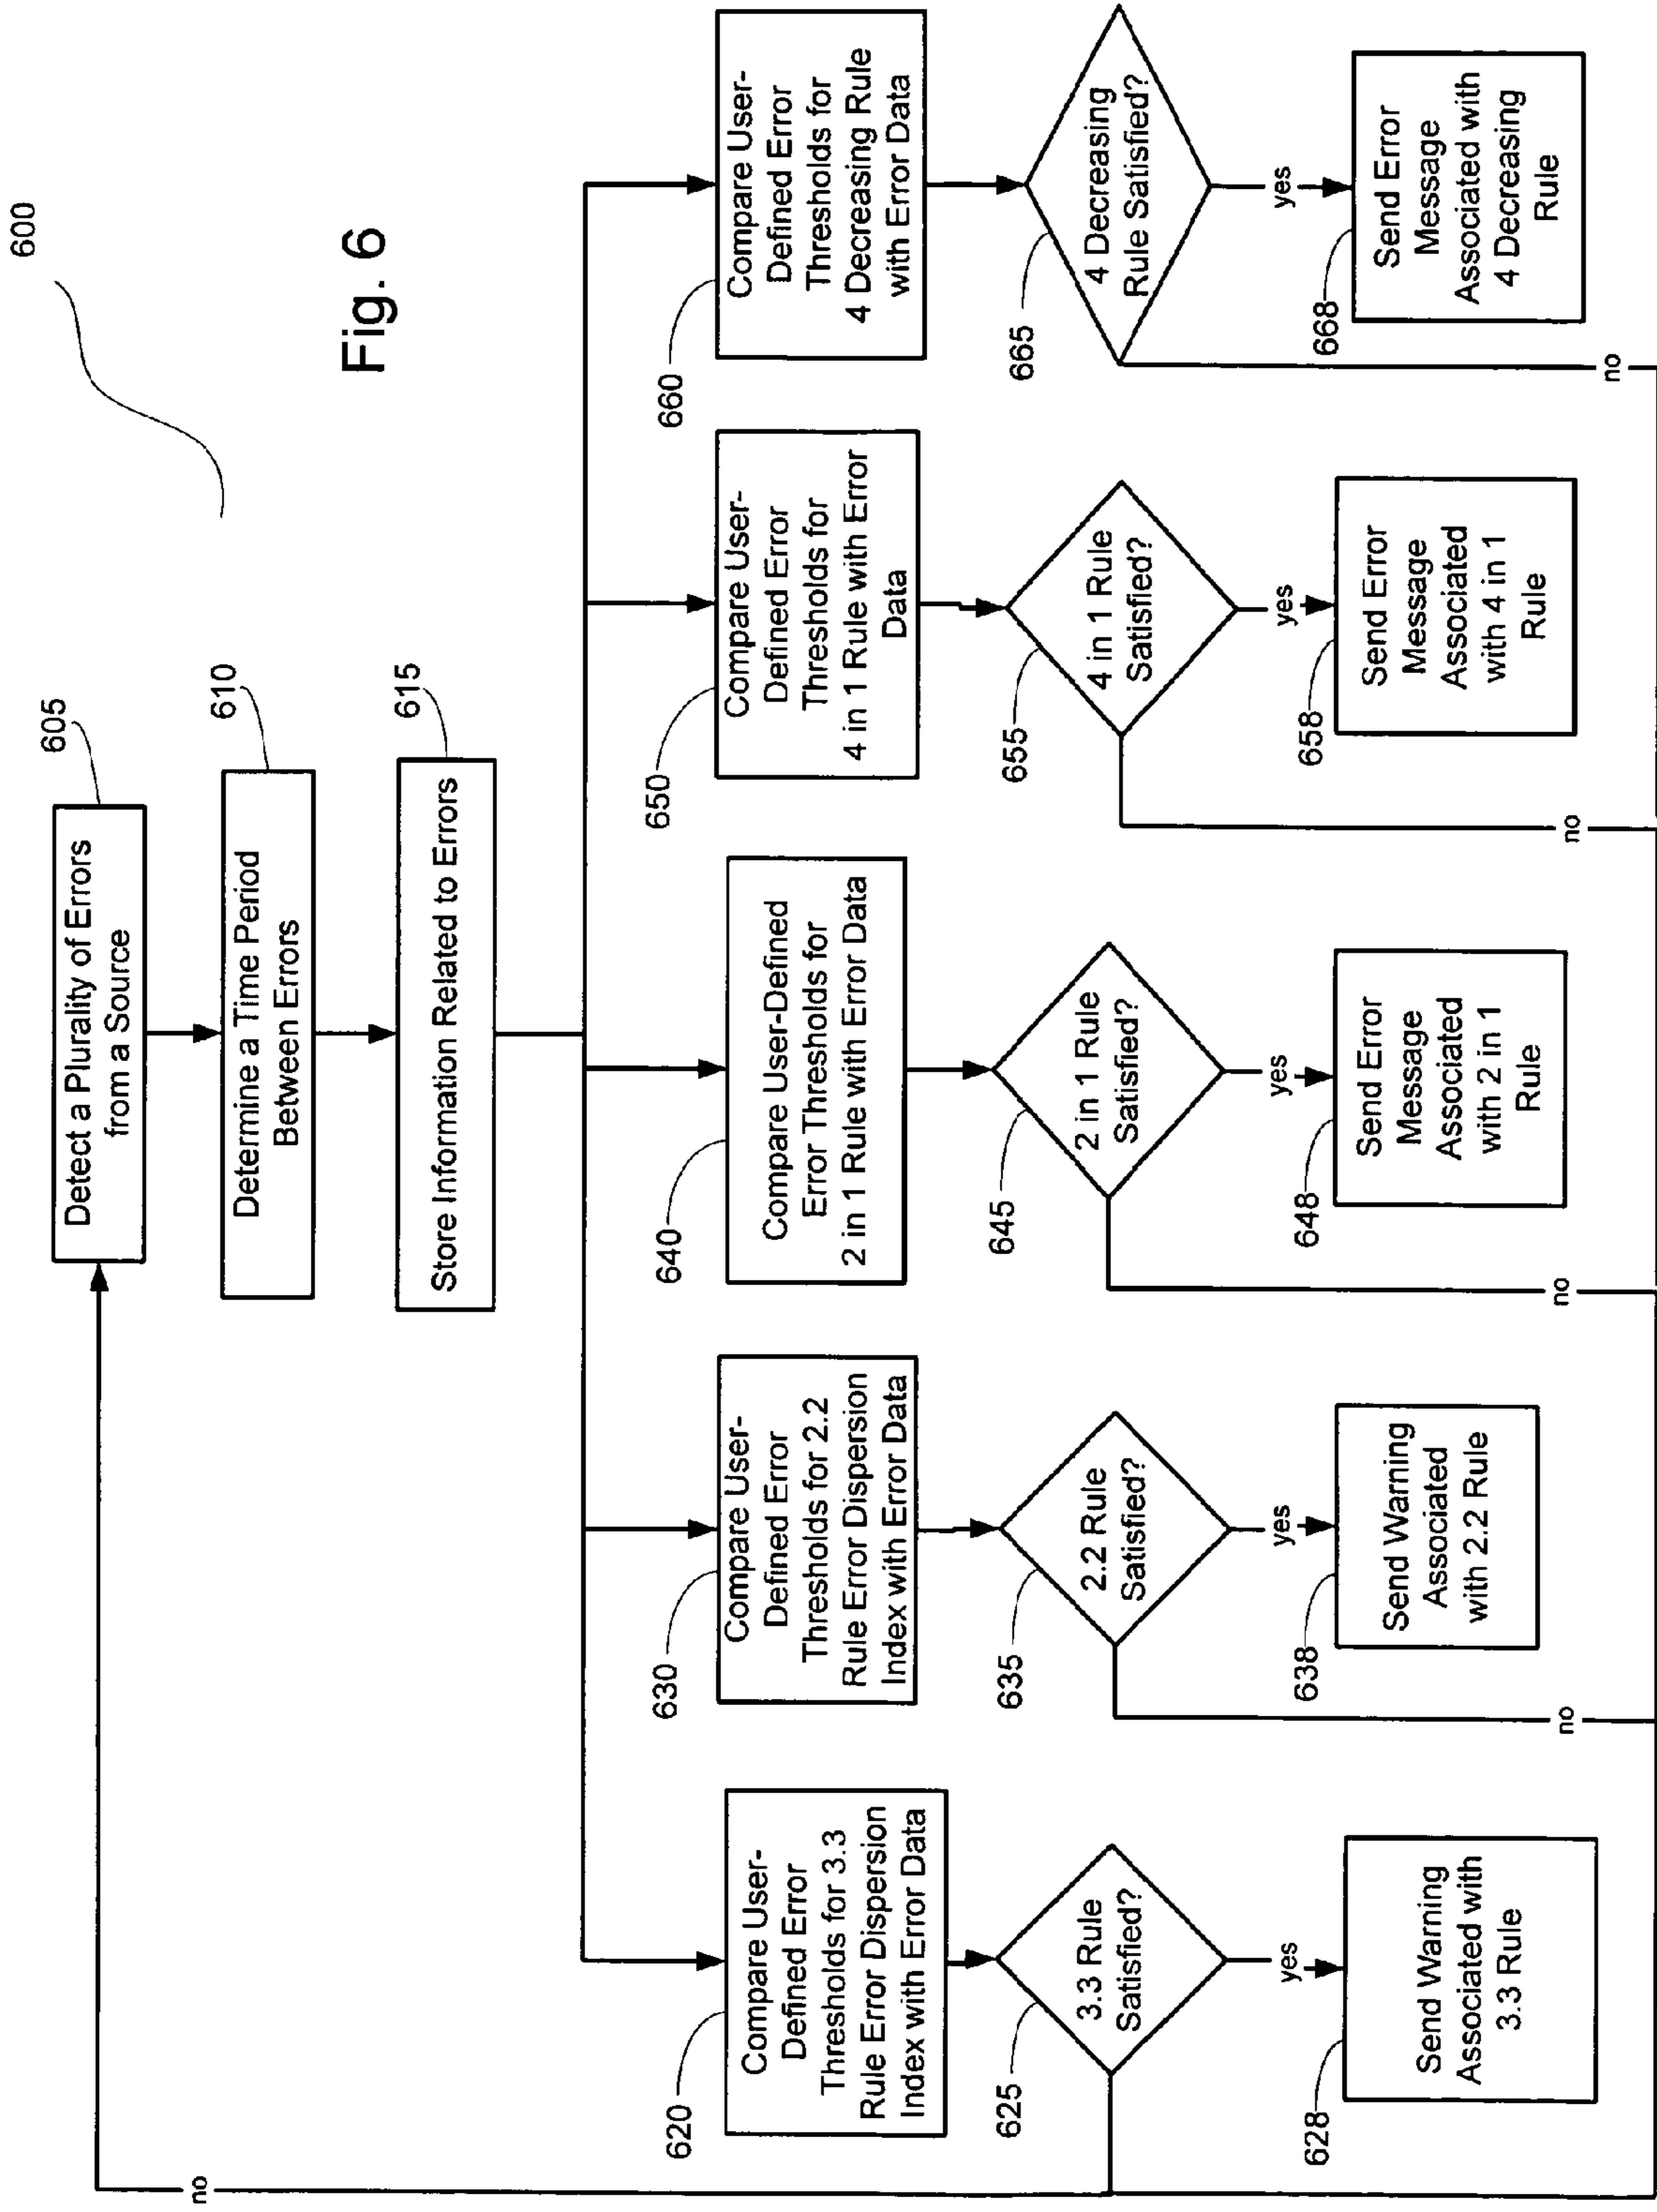 600
Fig. 6
605
Detect a Plurality of Errors
from a Source
610
Determine a Time Period
Between Errors
615
Store Information Related to Errors
620
Compare User-
Defined Error
Thresholds for 3.3
Rule Error Dispersion
Index with Error Data
630
Compare User-
Defined Error
Thresholds for 2.2
Rule Error Dispersion
Index with Error Data
640
Compare User-Defined
Error Thresholds for
2 in 1 Rule with Error Data
650
Compare User-
Defined Error
Thresholds for
4 in 1 Rule with Error
Data
660
Compare User-
Defined Error
Thresholds for
4 Decreasing Rule
with Error Data
625
3.3 Rule
Satisfied?
635
2.2 Rule
Satisfied?
645
2 in 1 Rule
Satisfied?
655
4 in 1 Rule
Satisfied?
665
4 Decreasing
Rule Satisfied?
yes
yes
yes
yes
yes
628
Send Warning
Associated with
3.3 Rule
638
Send Warning
Associated
with 2.2 Rule
648
Send Error
Message
Associated
with 2 in 1
Rule
658
Send Error
Message
Associated
with 4 in 1
Rule
668
Send Error
Message
Associated with
4 Decreasing
Rule
no
no
no
no
no